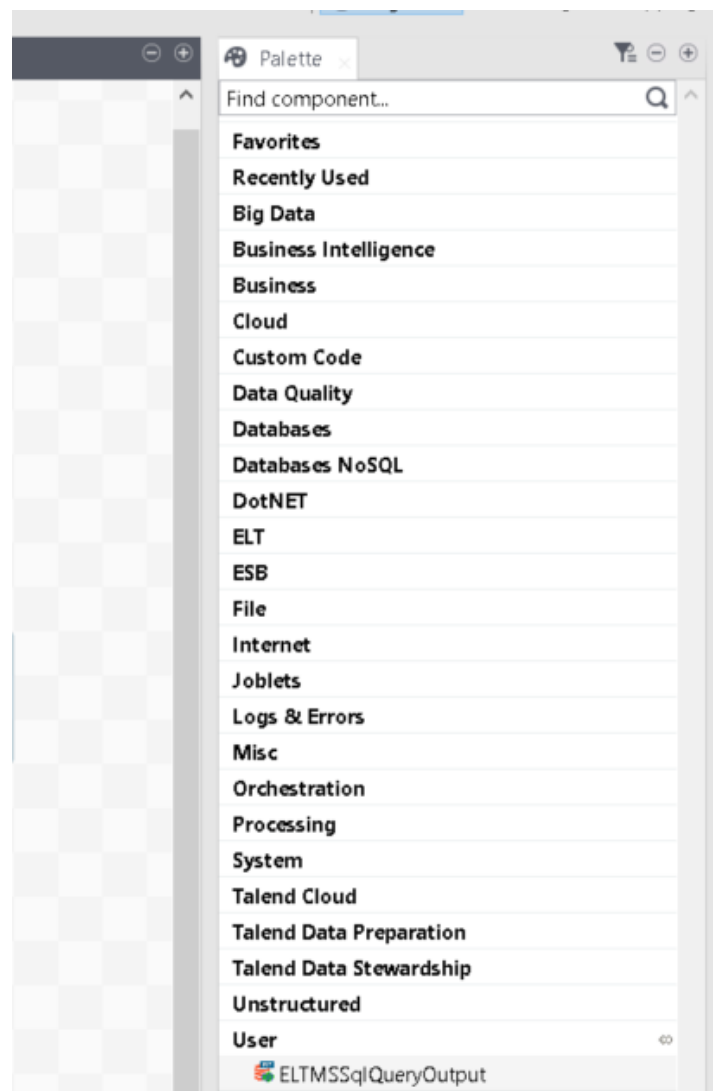 Palette
Find component...
Favorites
Recently Used
Big Data
Business Intelligence
Business
Cloud
Custom Code
Data Quality
Databases
Databases NoSQL
DotNET
ELT
ESB
File
Internet
Joblets
Logs & Errors
Misc
Orchestration
Processing
System
Talend Cloud
Talend Data Preparation
Talend Data Stewardship
Unstructured
User
ELTMSSqlQueryOutput